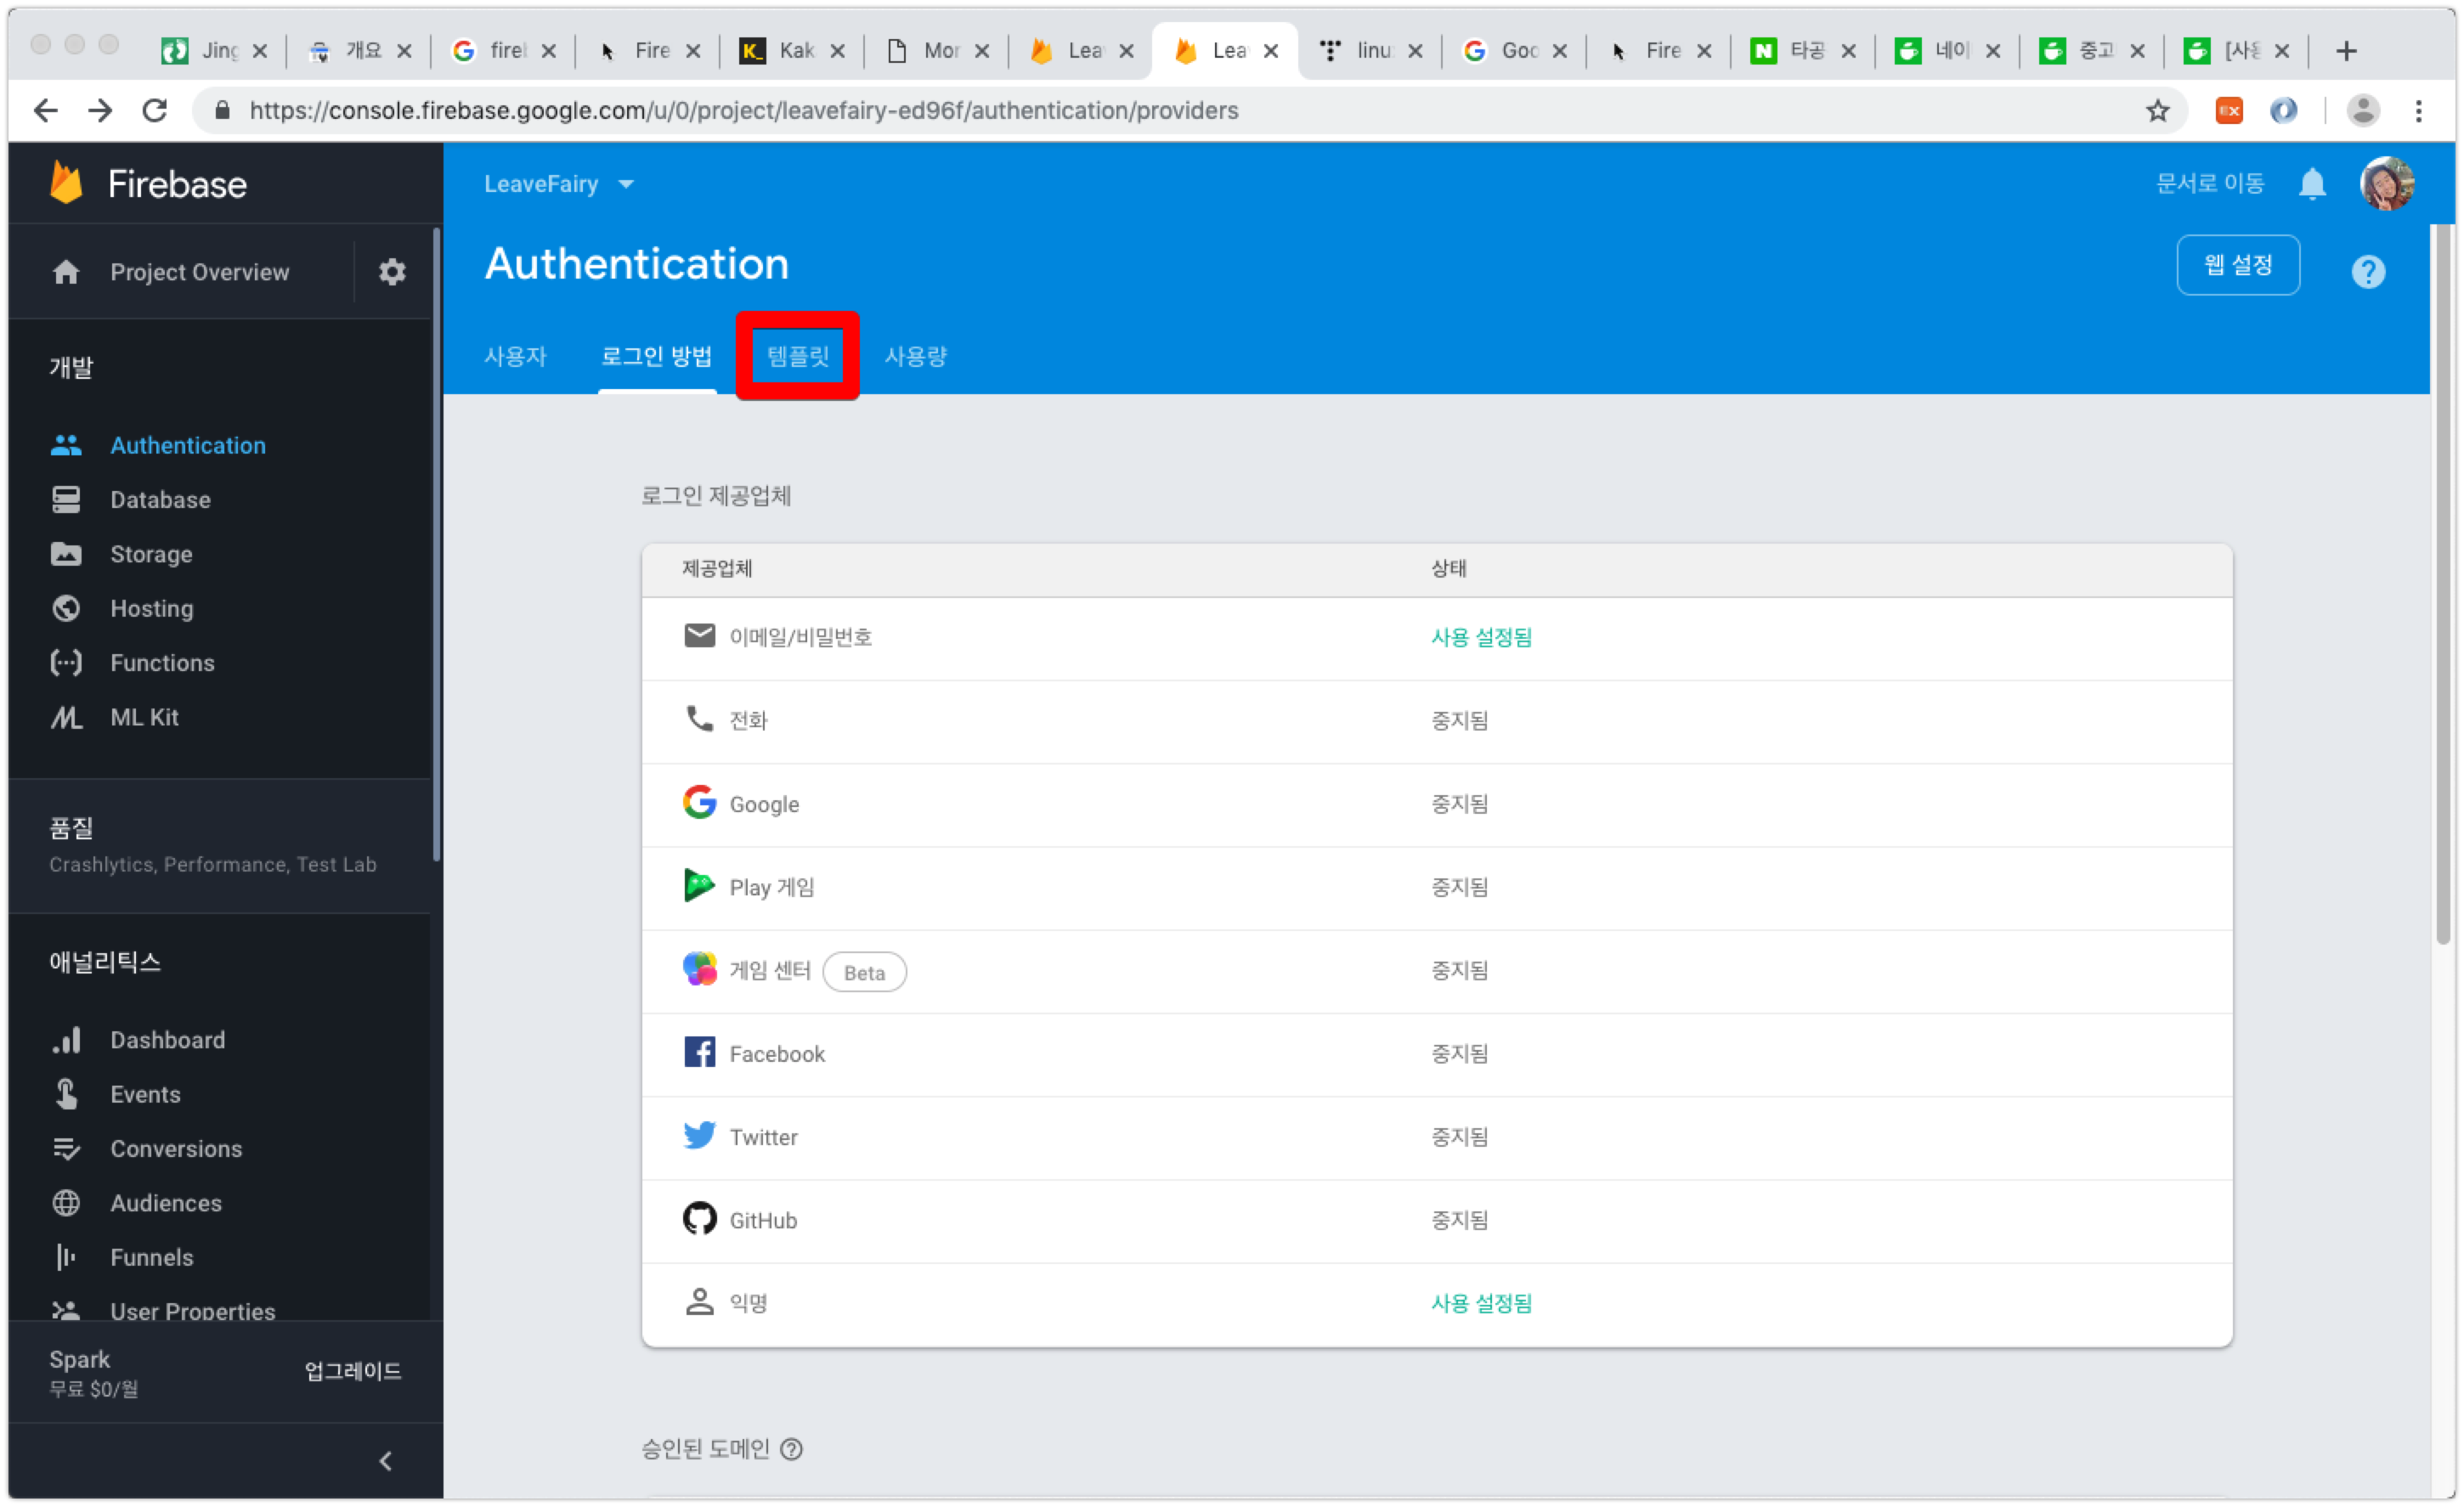 Jing 개요 fire Fire Kak Mor Lea Lea linu Goo Fire 타공 네이 중고 [사용
https://console.firebase.google.com/u/0/project/leavefairy-ed96f/authentication/providers
Firebase
LeaveFairy
문서로 이동
Project Overview
Authentication
웹 설정
사용자 로그인 방법 템플릿 사용량
개발
Authentication
Database
Storage
Hosting
Functions
ML Kit
품질
Crashlytics, Performance, Test Lab
애널리틱스
Dashboard
Events
Conversions
Audiences
Funnels
User Properties
Spark
무료 $0/월
업그레이드
로그인 제공업체
제공업체 상태
이메일/비밀번호 사용 설정됨
전화 중지됨
Google 중지됨
Play 게임 중지됨
게임 센터 Beta 중지됨
Facebook 중지됨
Twitter 중지됨
GitHub 중지됨
익명 사용 설정됨
승인된 도메인